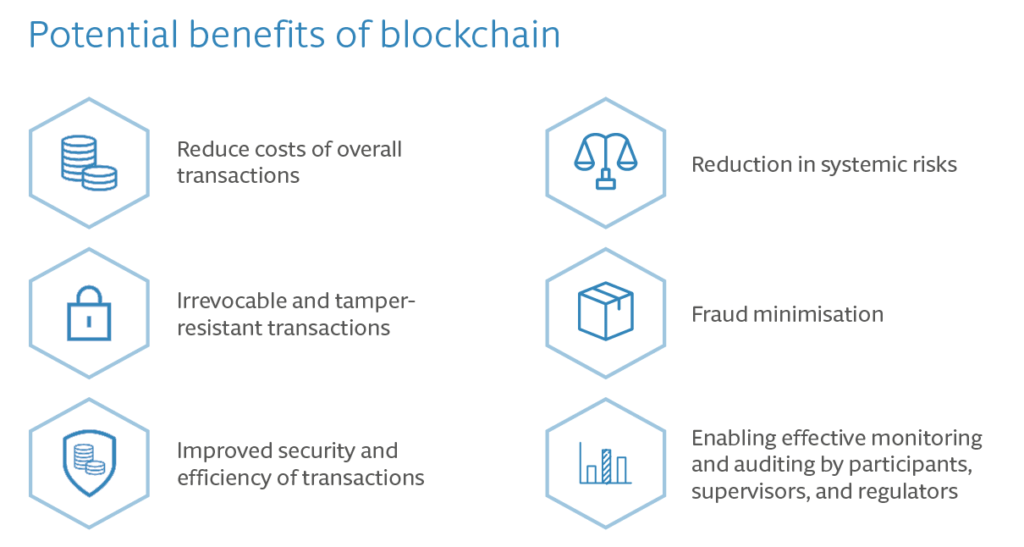 Potential benefits of blockchain
Reduce costs of overall
transactions
Reduction in systemic risks
Irrevocable and tamper-
resistant transactions
Fraud minimisation
Improved security and
efficiency of transactions
Enabling effective monitoring
and auditing by participants,
supervisors, and regulators